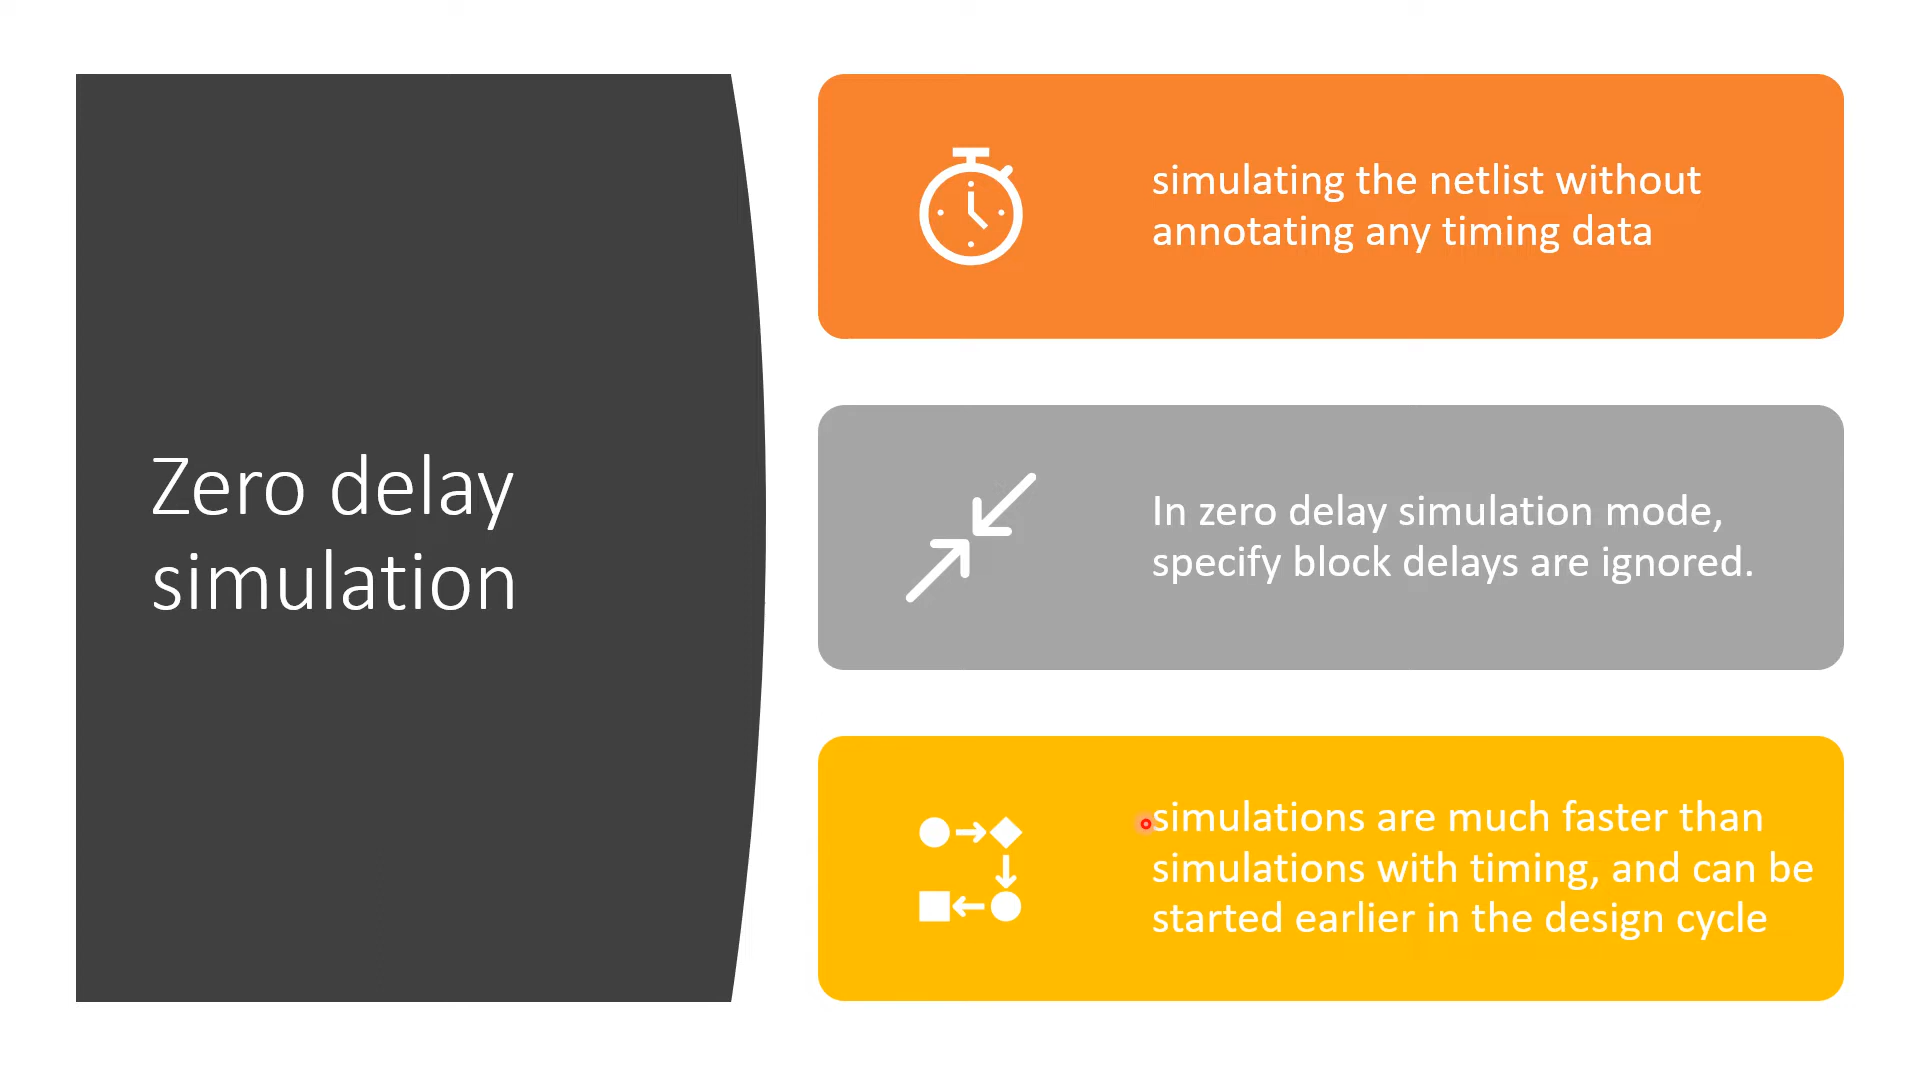 Zero delay
simulation
simulating the netlist without
annotating any timing data
In zero delay simulation mode,
specify block delays are ignored.
simulations are much faster than
simulations with timing, and can be
started earlier in the design cycle